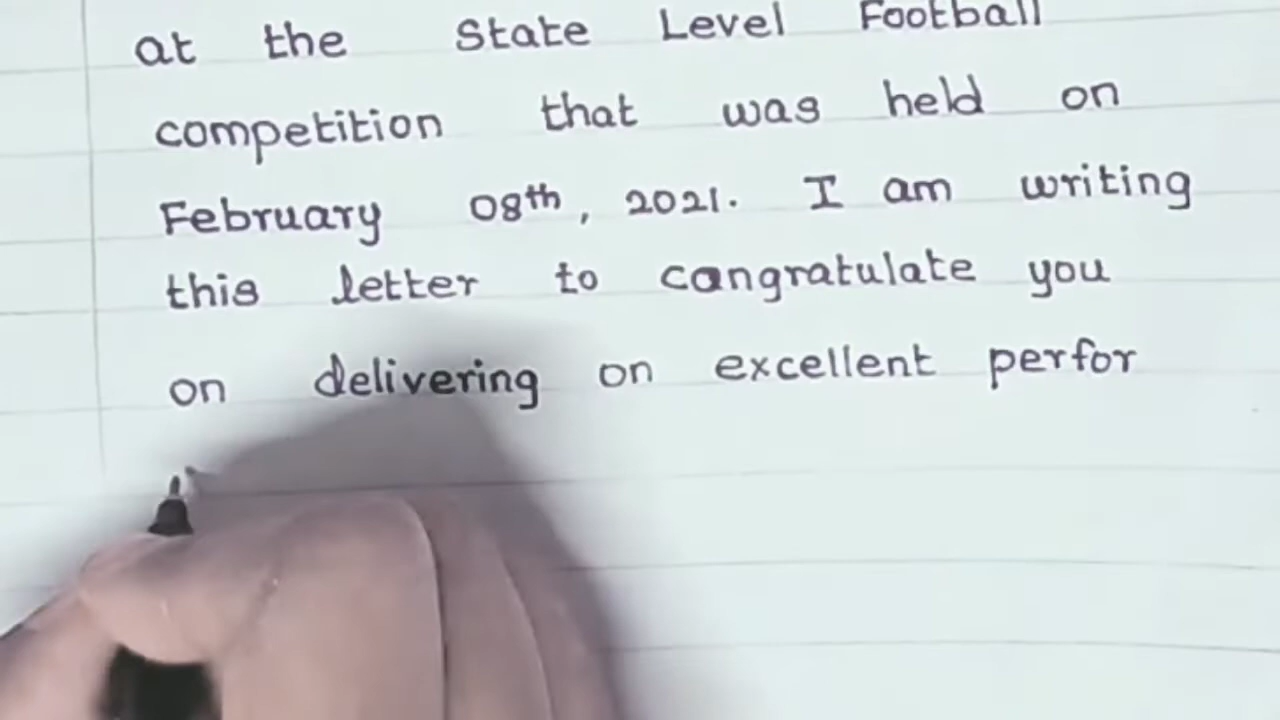 at the State Level Football
competition that was held on
February 08th, 2021. I am writing
this letter to cangratulate you
on delivering on excellent perfor